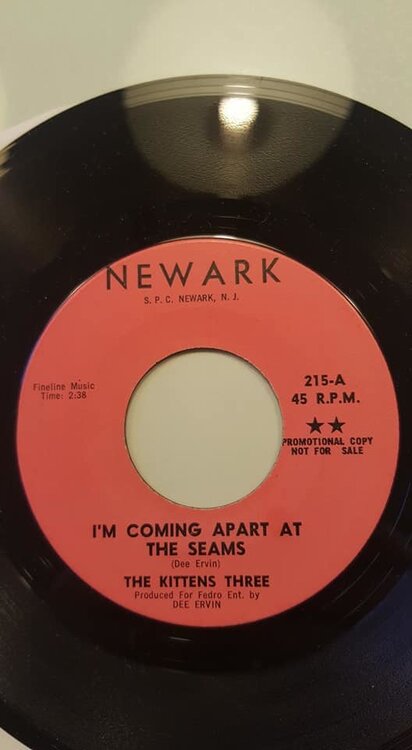 NEWARK
S. P. C. NEWARK, N. J.
Fineline Music
Time: 2:38
215-A
45 R.P.M.
★★
PROMOTIONAL COPY
NOT FOR SALE
I'M COMING APART AT
THE SEAMS
(Dee Ervin)
THE KITTENS THREE
Produced For Fedro Ent. by
DEE ERVIN